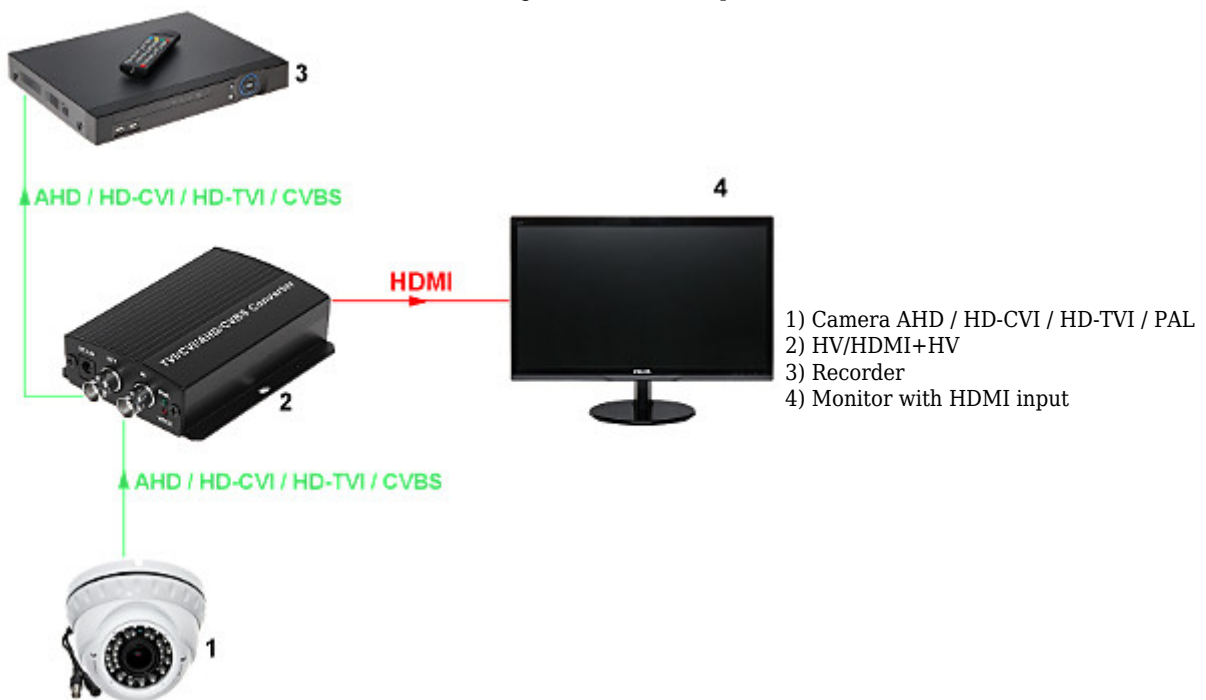 3
AHD / HD-CVI / HD-TVI / CVBS
4
HDMI
TVI/CVI/AHD/CVBS Converter
1) Camera AHD / HD-CVI / HD-TVI / PAL
2) HV/HDMI+HV
3) Recorder
4) Monitor with HDMI input
2
AHD / HD-CVI / HD-TVI / CVBS
1